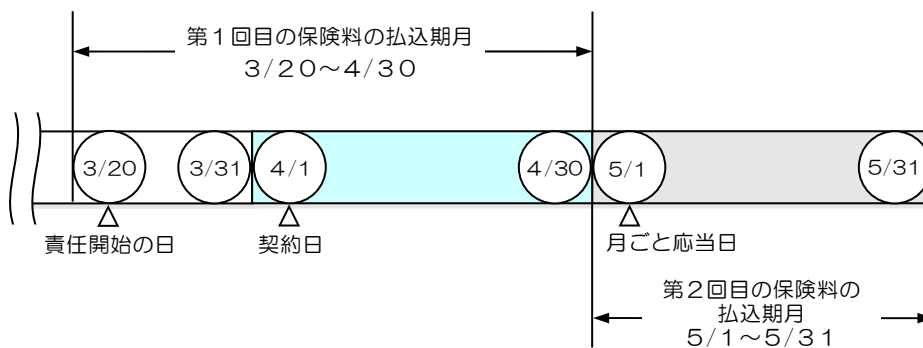 第１回目の保険料の払込期月
３/２０～４/３０
3/20
3/31
4/1
4/30
5/1
5/31
責任開始の日
契約日
月ごと応当日
第２回目の保険料の
払込期月
５/１～５/３１